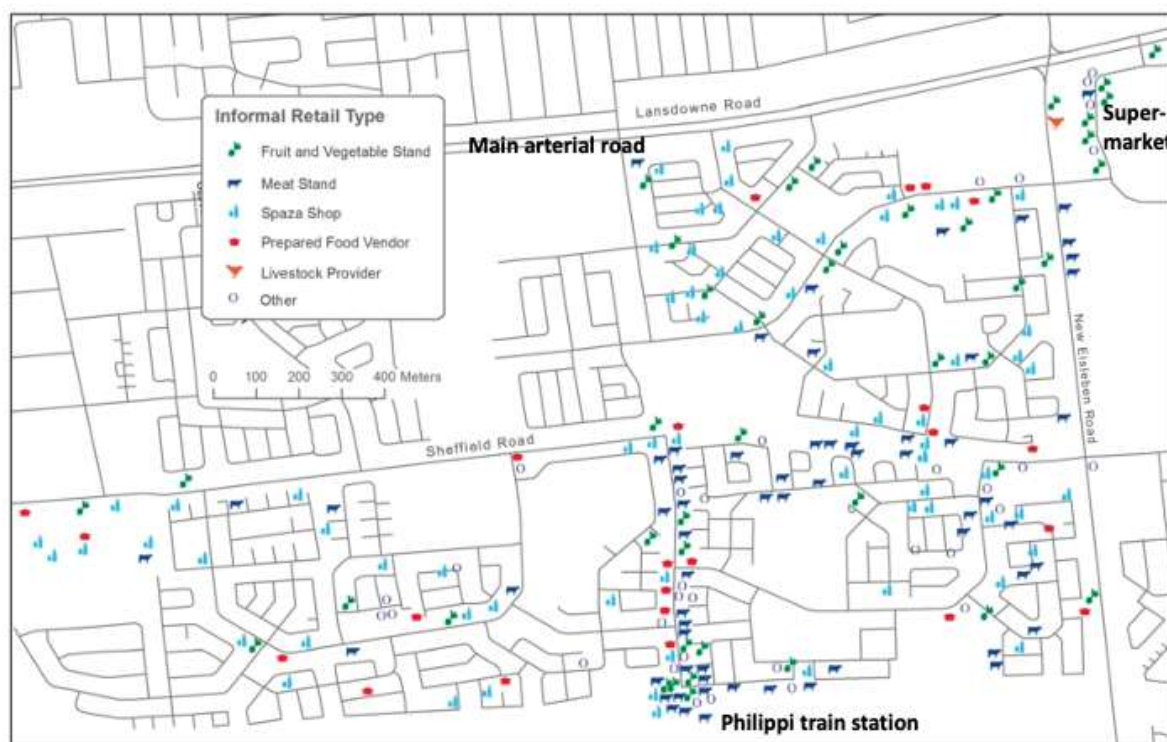 Lansdowne Road
Super-
market
Main arterial road
Informal Retail Type
Fruit and Vegetable Stand
Meat Stand
Spaza Shop
Prepared Food Vendor
Livestock Provider
Other
0 100 200 300 400 Meters
New Eisleben Road
Sheffield Road
Philippi train station